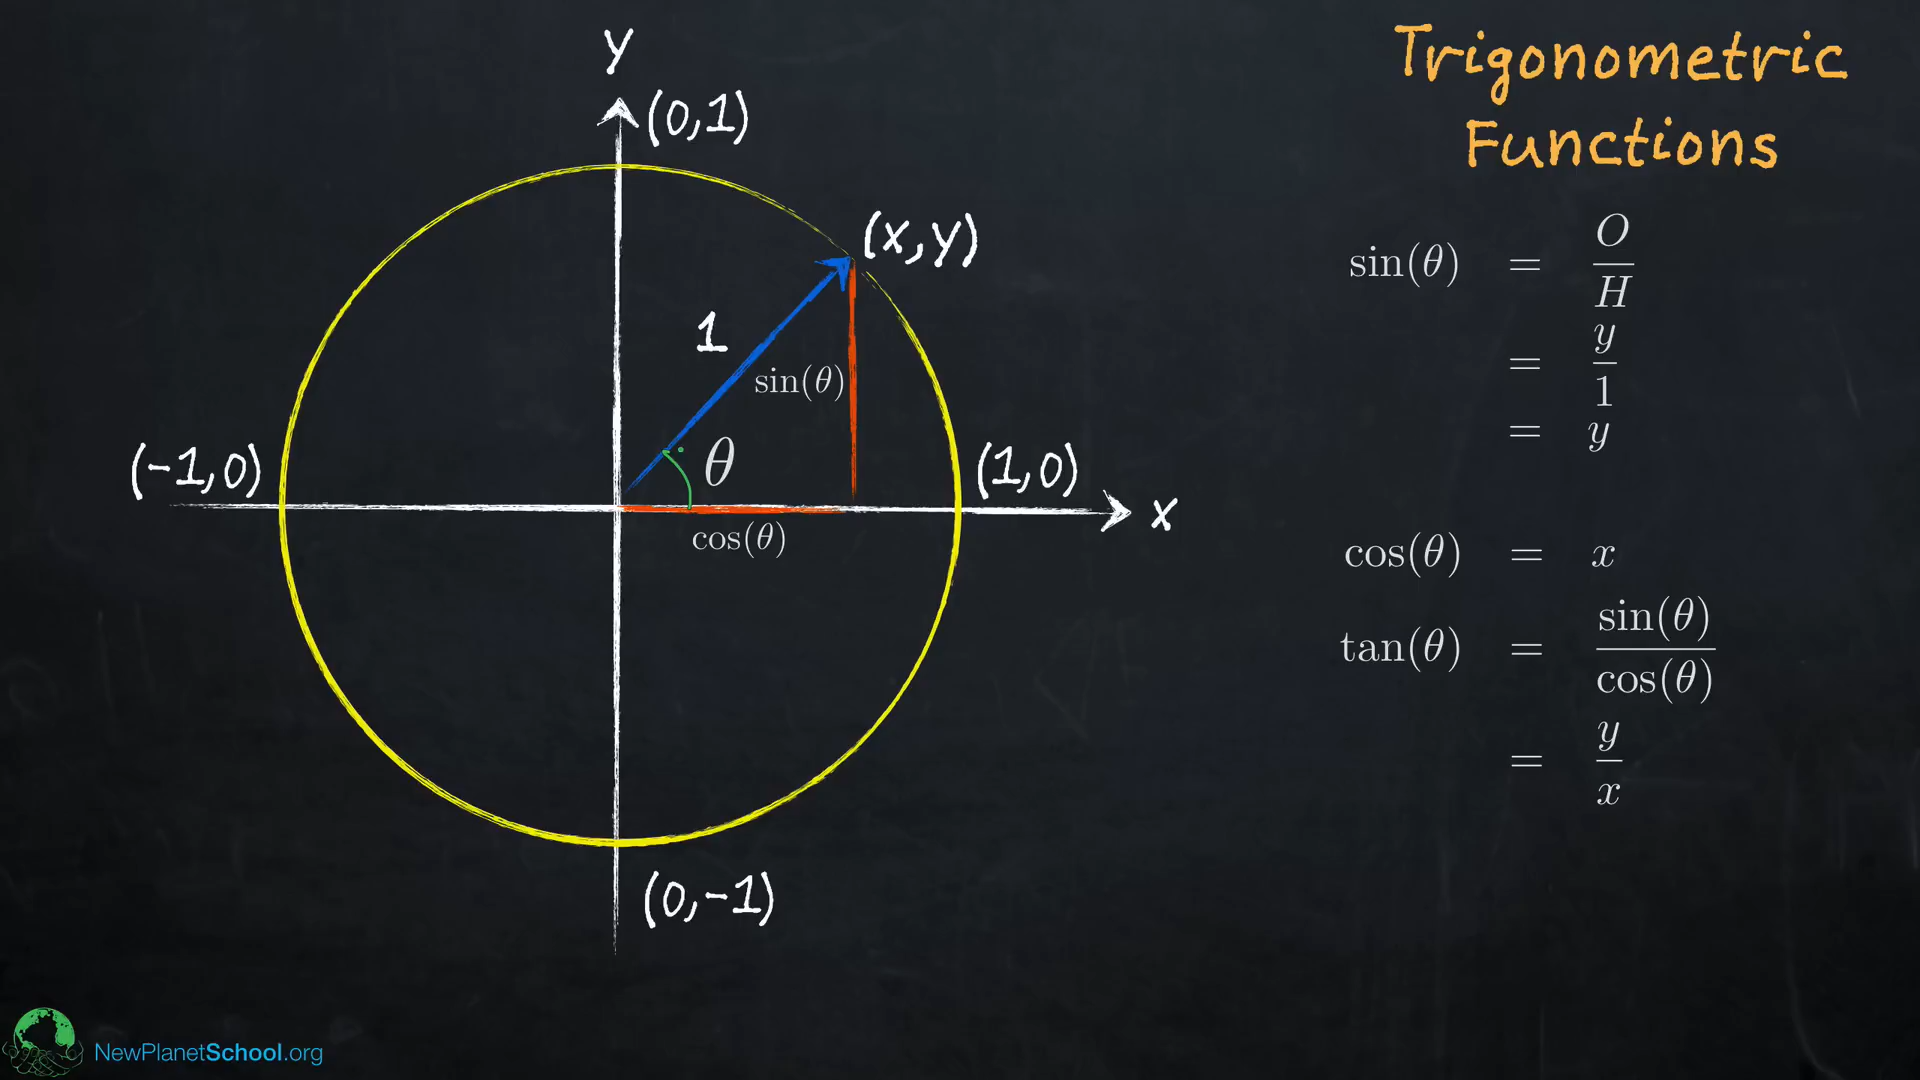 Trigonometric
Functions
y
(0,1)
(x,y)
1
sin(θ)
θ
(-1,0)
(1,0)
x
cos(θ)
(0,-1)
sin(θ) = O/H
= y/1
= y
cos(θ) = x
tan(θ) = sin(θ)/cos(θ)
= y/x
NewPlanetSchool.org